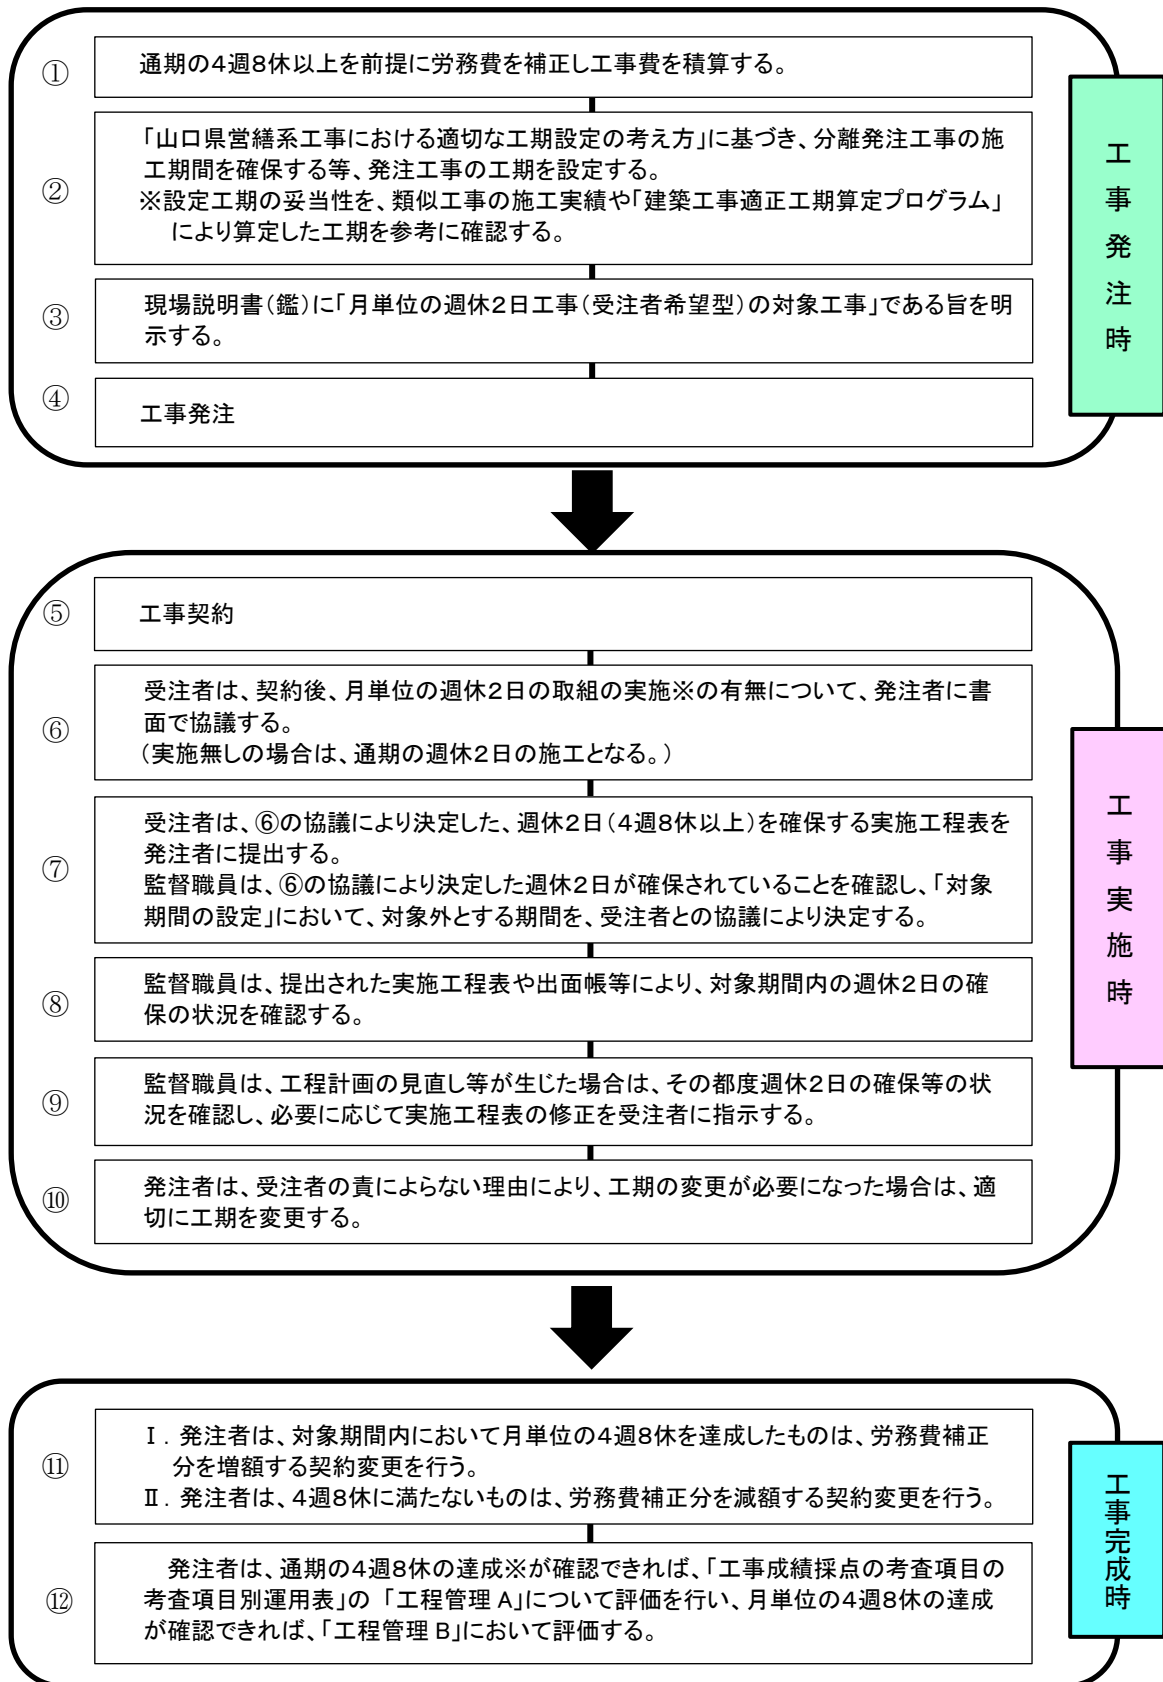 ①
通期の4週8休以上を前提に労務費を補正し工事費を積算する。
②
「山口県営繕系工事における適切な工期設定の考え方」に基づき、分離発注工事の施
工期間を確保する等、発注工事の工期を設定する。
※設定工期の妥当性を、類似工事の施工実績や「建築工事適正工期算定プログラム」
により算定した工期を参考に確認する。
③
現場説明書(鑑)に「月単位の週休2日工事(受注者希望型)の対象工事」である旨を明
示する。
④
工事発注
工事発注時
⑤
工事契約
⑥
受注者は、契約後、月単位の週休2日の取組の実施※の有無について、発注者に書
面で協議する。
(実施無しの場合は、通期の週休2日の施工となる。)
⑦
受注者は、⑥の協議により決定した、週休2日(4週8休以上)を確保する実施工程表を
発注者に提出する。
監督職員は、⑥の協議により決定した週休2日が確保されていることを確認し、「対象
期間の設定」において、対象外とする期間を、受注者との協議により決定する。
⑧
監督職員は、提出された実施工程表や出面帳等により、対象期間内の週休2日の確
保の状況を確認する。
⑨
監督職員は、工程計画の見直し等が生じた場合は、その都度週休2日の確保等の状
況を確認し、必要に応じて実施工程表の修正を受注者に指示する。
⑩
発注者は、受注者の責によらない理由により、工期の変更が必要になった場合は、適
切に工期を変更する。
工事実施時
⑪
Ⅰ. 発注者は、対象期間内において月単位の4週8休を達成したものは、労務費補正
分を増額する契約変更を行う。
Ⅱ. 発注者は、4週8休に満たないものは、労務費補正分を減額する契約変更を行う。
⑫
発注者は、通期の4週8休の達成※が確認できれば、「工事成績採点の考査項目の
考査項目別運用表」の 「工程管理 A」について評価を行い、月単位の4週8休の達成
が確認できれば、「工程管理 B」において評価する。
工事完成時